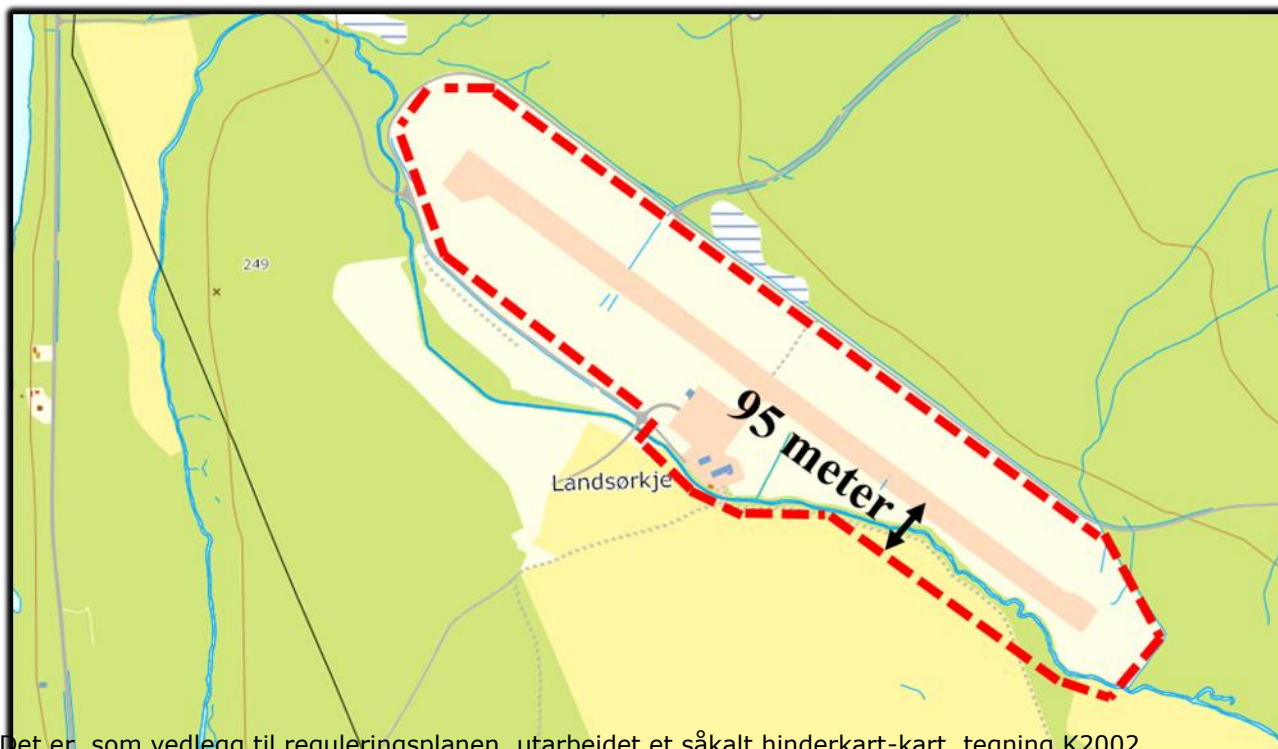 249
95 meter
Landsørkje
Det er, som vedlegg til reguleringsplanen, utarbeidet et såkalt hinderkart-kart, tegning K2002